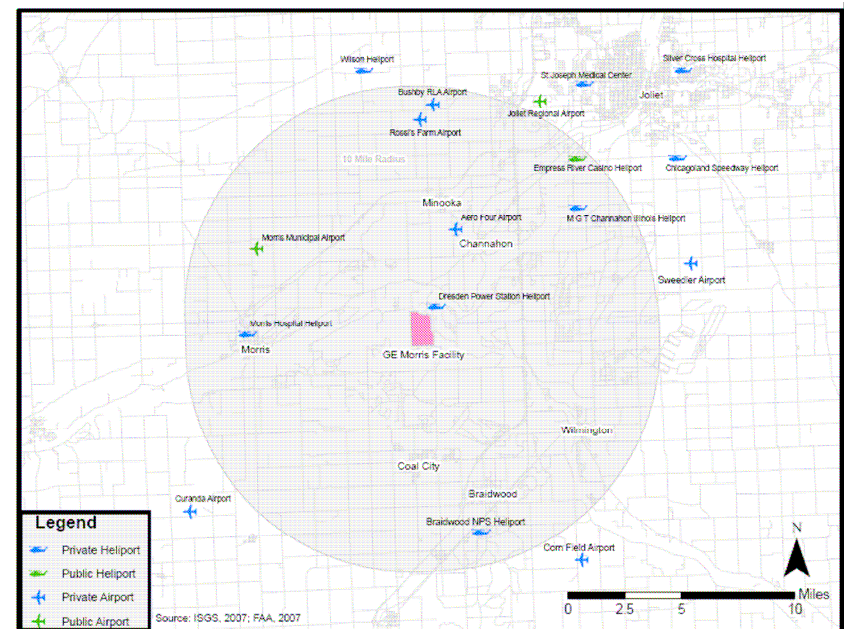 Wilson Heliport
Silver Cross Hospital Heliport
St Joseph Medical Center
Bushby RLA Airport
Joliet
Joliet Regional Airport
Ross's Farm Airport
10 Mile Radius
Empress River Casino Heliport
Chicagoland Speedway Heliport
Minooka
Aero Four Airport
M G T Channahon Illinois Heliport
Morris Municipal Airport
Channahon
Sweedler Airport
Dresden Power Station Heliport
Morris Hospital Heliport
Morris
GE Morris Facility
Wilmington
Coal City
Braidwood
Curanda Airport
Braidwood NPS Heliport
Corn Field Airport
Legend
Private Heliport
Public Heliport
Private Airport
Public Airport
Source: ISGS, 2007; FAA, 2007
N
Miles
0 2.5 5 10